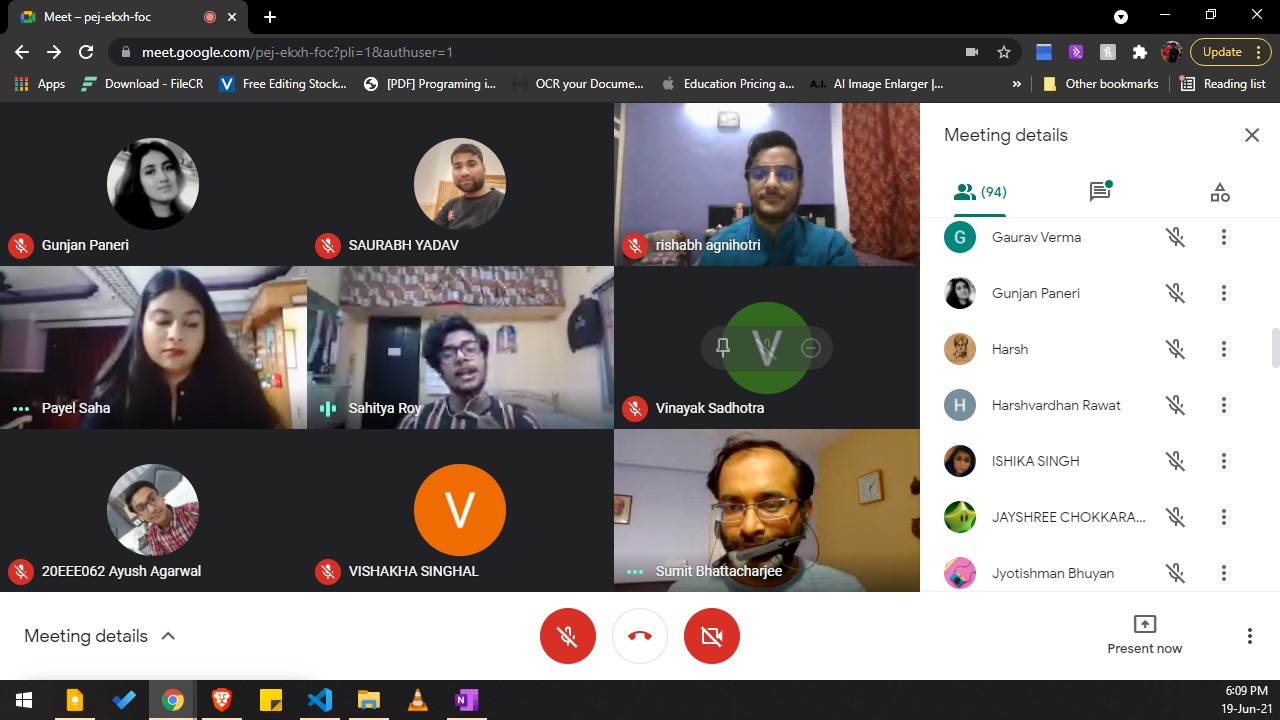 Meet – pej-ekxh-foc
meet.google.com/pej-ekxh-foc?pli=1&authuser=1
Update
Apps
Download - FileCR
V Free Editing Stock...
[PDF] Programing i...
OCR your Docume...
Education Pricing a...
A.I. AI Image Enlarger |...
»
Other bookmarks
Reading list
Gunjan Paneri
SAURABH YADAV
rishabh agnihotri
Payel Saha
Sahitya Roy
V
Vinayak Sadhotra
20EEE062 Ayush Agarwal
V
VISHAKHA SINGHAL
Sumit Bhattacharjee
Meeting details
(94)
G Gaurav Verma
Gunjan Paneri
Harsh
H Harshvardhan Rawat
ISHIKA SINGH
JAYSHREE CHOKKARA...
Jyotishman Bhuyan
Meeting details
Present now
N
6:09 PM
19-Jun-21